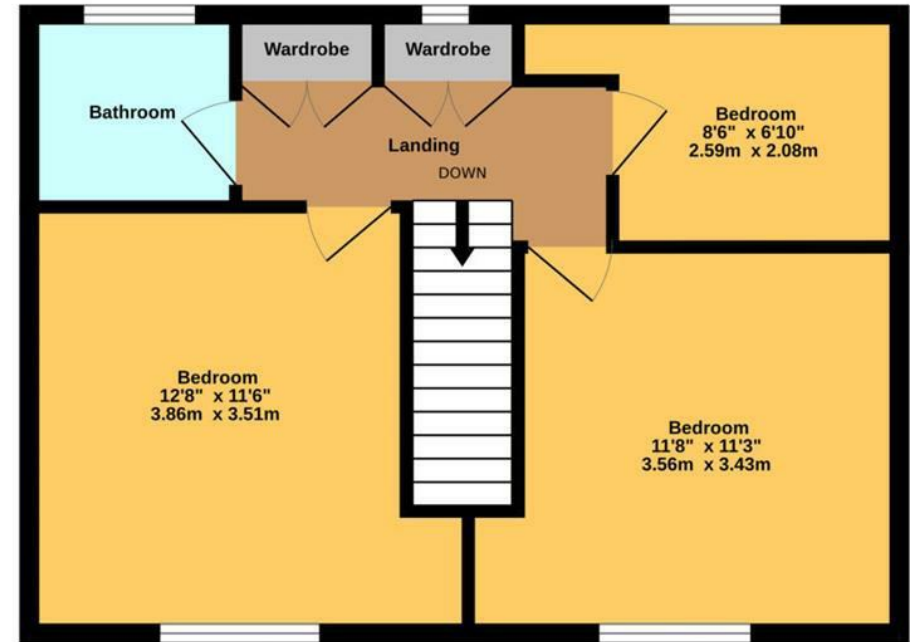 Wardrobe
Wardrobe
Bathroom
Bedroom
8'6" x 6'10"
2.59m x 2.08m
Landing
DOWN
Bedroom
12'8" x 11'6"
3.86m x 3.51m
Bedroom
11'8" x 11'3"
3.56m x 3.43m